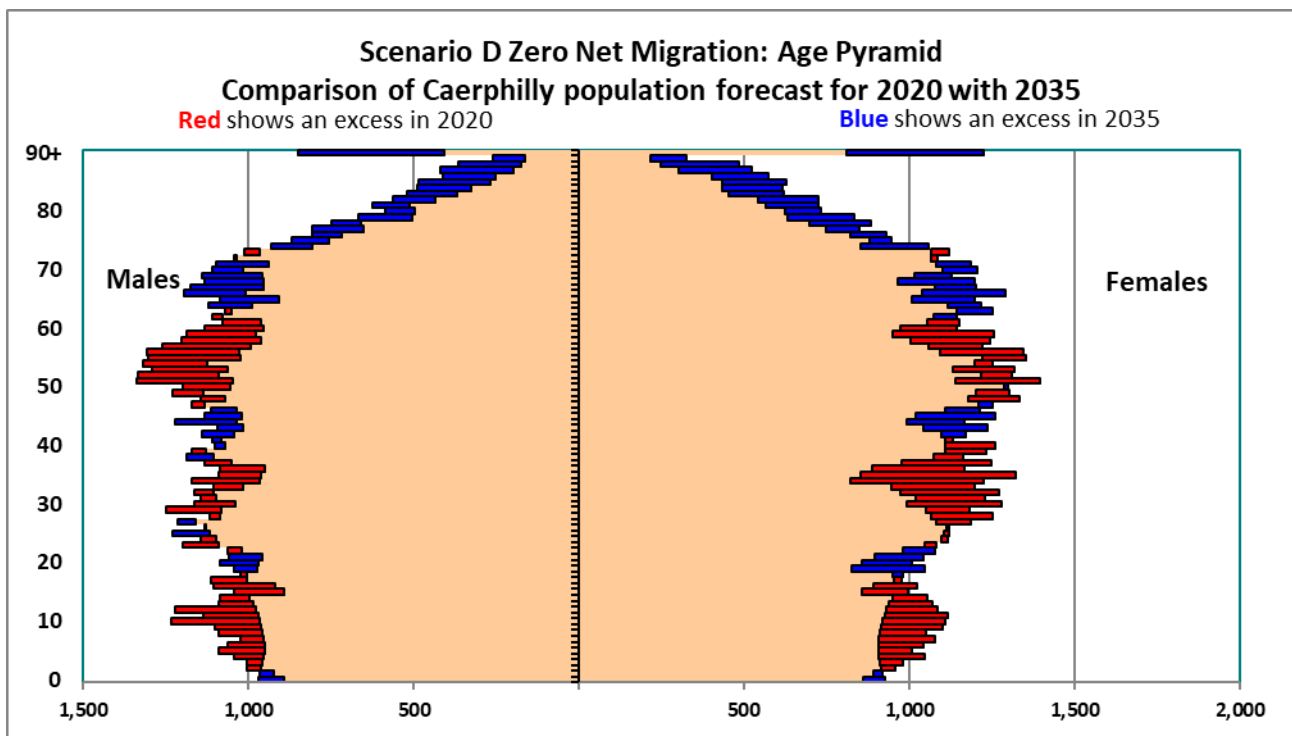 Scenario D Zero Net Migration: Age Pyramid
Comparison of Caerphilly population forecast for 2020 with 2035
Red shows an excess in 2020
Blue shows an excess in 2035
90+
80
70
60
50
40
30
20
10
0
Males
Females
1,500
1,000
500
500
1,000
1,500
2,000